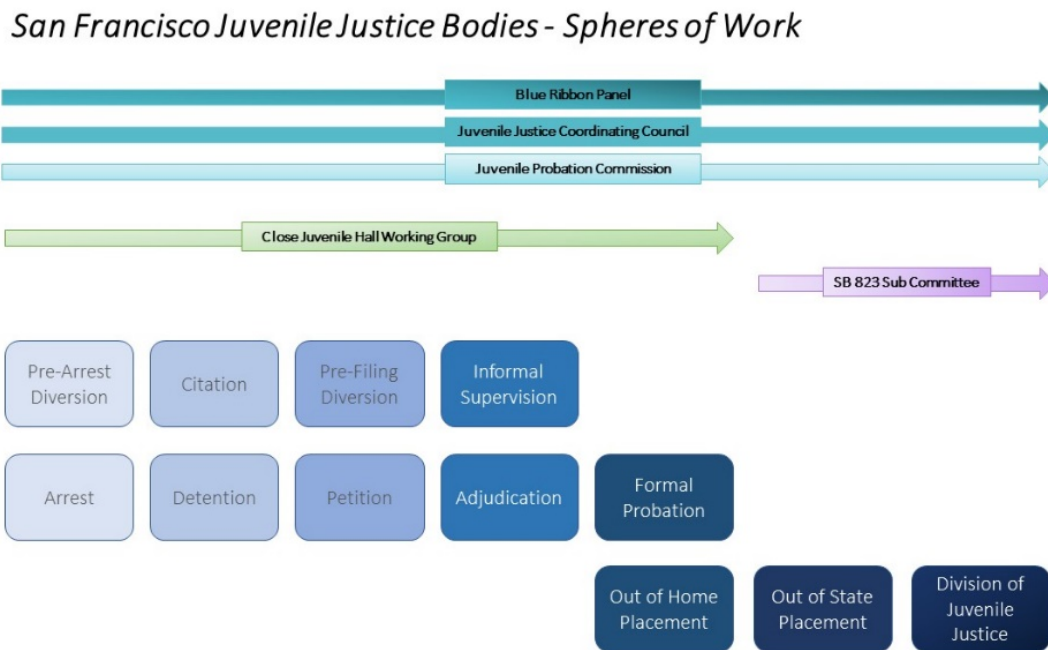 San Francisco Juvenile Justice Bodies - Spheres of Work
Blue Ribbon Panel
Juvenile Justice Coordinating Council
Juvenile Probation Commission
Close Juvenile Hall Working Group
SB 823 Sub Committee
Pre-Arrest
Diversion
Citation
Pre-Filing
Diversion
Informal
Supervision
Arrest
Detention
Petition
Adjudication
Formal
Probation
Out of Home
Placement
Out of State
Placement
Division of
Juvenile
Justice